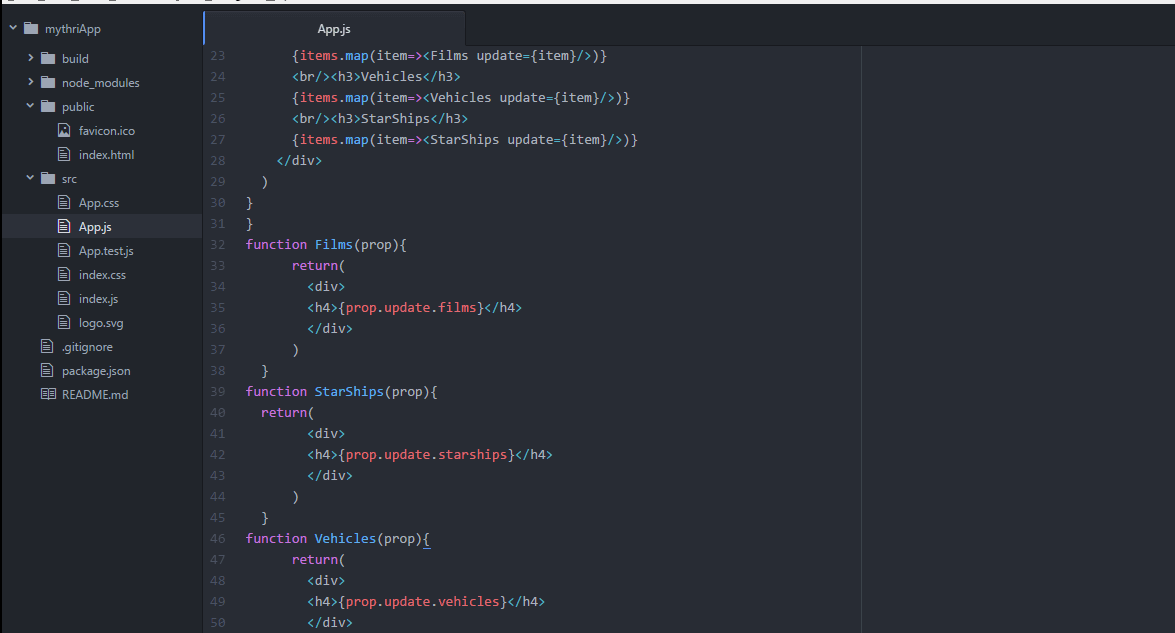 mythriApp
build
node_modules
public
favicon.ico
index.html
src
App.css
App.js
App.test.js
index.css
index.js
logo.svg
.gitignore
package.json
README.md
App.js
23 {items.map(item=><Films update={item}/>)}
24 <br/><h3>Vehicles</h3>
25 {items.map(item=><Vehicles update={item}/>)}
26 <br/><h3>StarShips</h3>
27 {items.map(item=><StarShips update={item}/>)}
28 </div>
29 )
30 }
31 }
32 function Films(prop){
33 return(
34 <div>
35 <h4>{prop.update.films}</h4>
36 </div>
37 )
38 }
39 function StarShips(prop){
40 return(
41 <div>
42 <h4>{prop.update.starships}</h4>
43 </div>
44 )
45 }
46 function Vehicles(prop){
47 return(
48 <div>
49 <h4>{prop.update.vehicles}</h4>
50 </div>